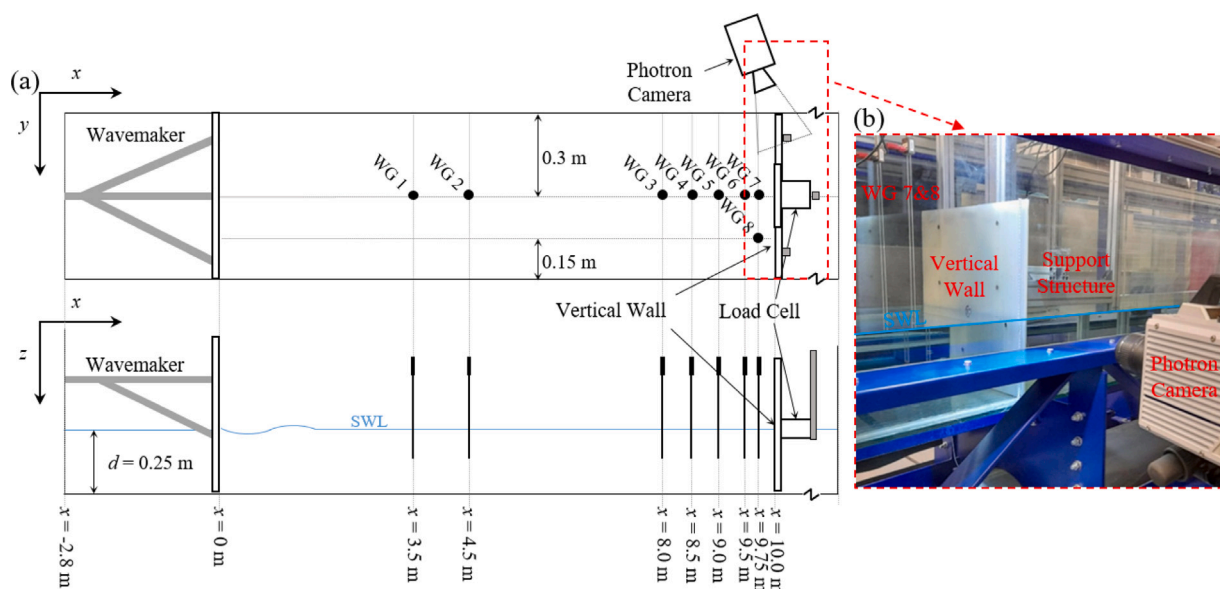 (a)
x
y
Wavemaker
WG 1
WG 2
0.3 m
0.15 m
WG 3
WG 4
WG 5
WG 6
WG 7
WG 8
Photron
Camera
Vertical
Wall
Load Cell
x
z
Wavemaker
SWL
d = 0.25 m
x = -2.8 m
x = 0 m
x = 3.5 m
x = 4.5 m
x = 8.0 m
x = 8.5 m
x = 9.0 m
x = 9.5 m
x = 9.75 m
x = 10.0 m
(b)
WG 7&8
Vertical
Wall
Support
Structure
SWL
Photron
Camera